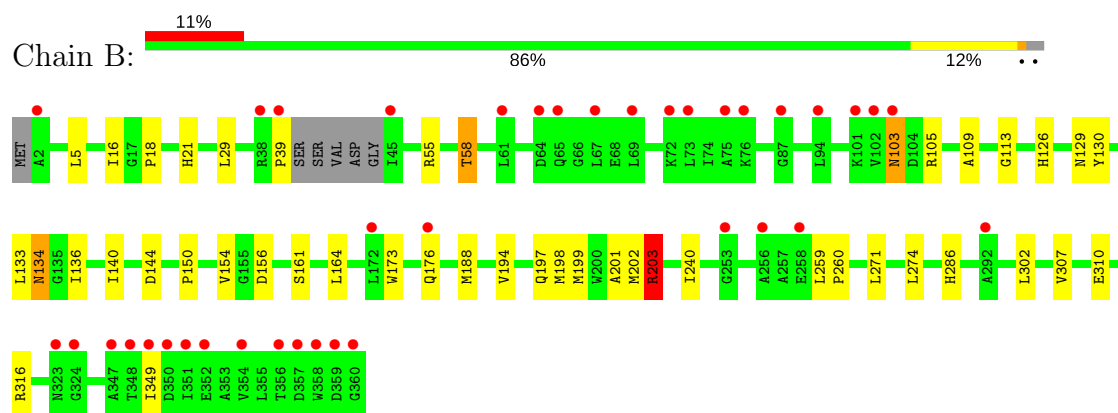 11%
Chain B:
86%
12%
MET A2 L5 I16 G17 P18 H21 L29 R38 P39 SER SER VAL ASP GLY I45 R55 T58 L61 D64 Q65 G66 L67 E68 L69 K72 L73 I74 A75 K76 G87 L94 K101 V102 N103 D104 R105 A109 G113 H126 N129 Y130
L133 N134 G135 I136 I140 D144 P150 V154 G155 D156 S161 L164 L172 W173 Q176 M188 V194 Q197 M198 M199 W200 A201 M202 R203 I240 G253 A256 A257 E258 L259 P260 L271 L274 H286 A292 L302 V307 E310
R316 N323 G324 A347 T348 I349 D350 I351 E352 A353 V354 L355 T356 D357 W358 D359 G360